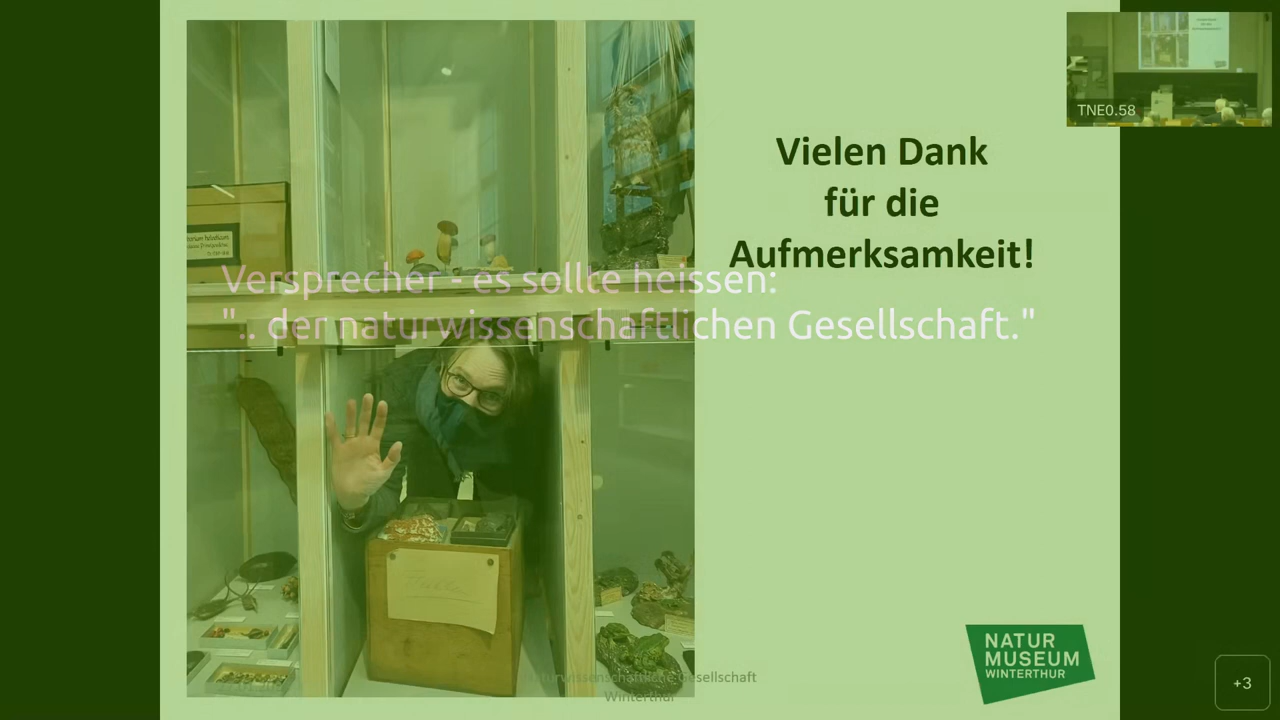 TNE0.58
Vielen Dank
für die
Aufmerksamkeit!
Versprecher - es sollte heissen:
".. der naturwissenschaftlichen Gesellschaft."
NATUR
MUSEUM
WINTERTHUR
Naturwissenschaftliche Gesellschaft
Winterthur
+3